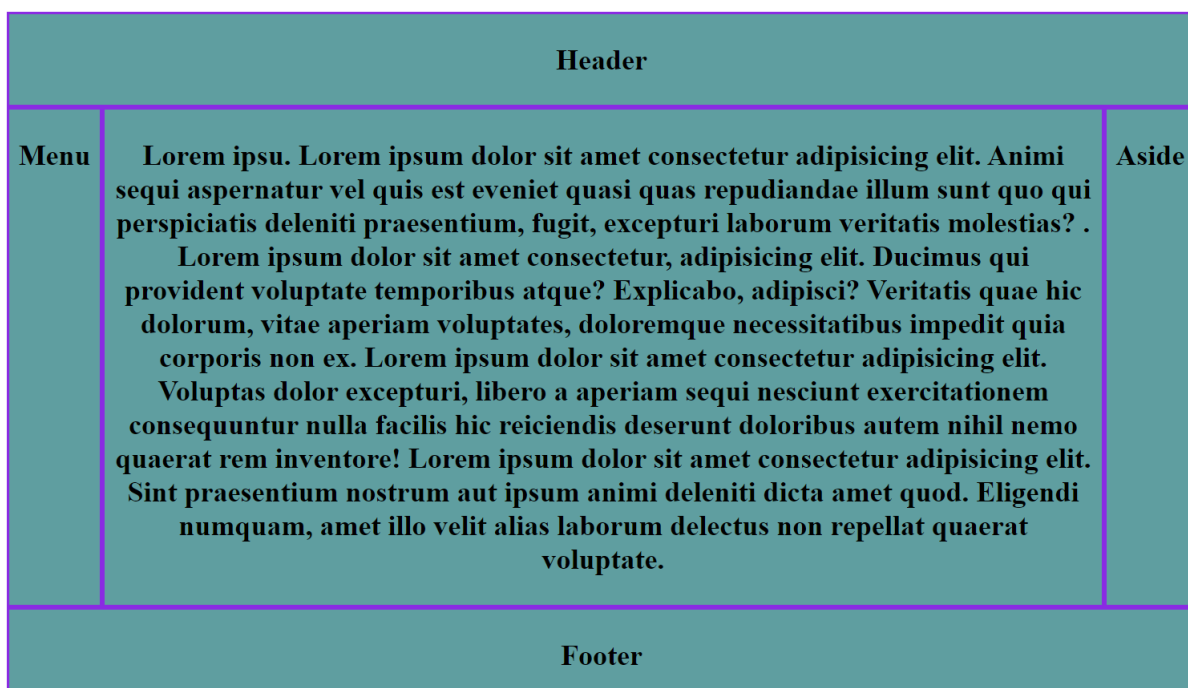 Header
Menu
Lorem ipsu. Lorem ipsum dolor sit amet consectetur adipisicing elit. Animi
sequi aspernatur vel quis est eveniet quasi quas repudiandae illum sunt quo qui
perspiciatis deleniti praesentium, fugit, excepturi laborum veritatis molestias? .
Lorem ipsum dolor sit amet consectetur, adipisicing elit. Ducimus qui
provident voluptate temporibus atque? Explicabo, adipisci? Veritatis quae hic
dolorum, vitae aperiam voluptates, doloremque necessitatibus impedit quia
corporis non ex. Lorem ipsum dolor sit amet consectetur adipisicing elit.
Voluptas dolor excepturi, libero a aperiam sequi nesciunt exercitationem
consequuntur nulla facilis hic reiciendis deserunt doloribus autem nihil nemo
quaerat rem inventore! Lorem ipsum dolor sit amet consectetur adipisicing elit.
Sint praesentium nostrum aut ipsum animi deleniti dicta amet quod. Eligendi
numquam, amet illo velit alias laborum delectus non repellat quaerat
voluptate.
Aside
Footer